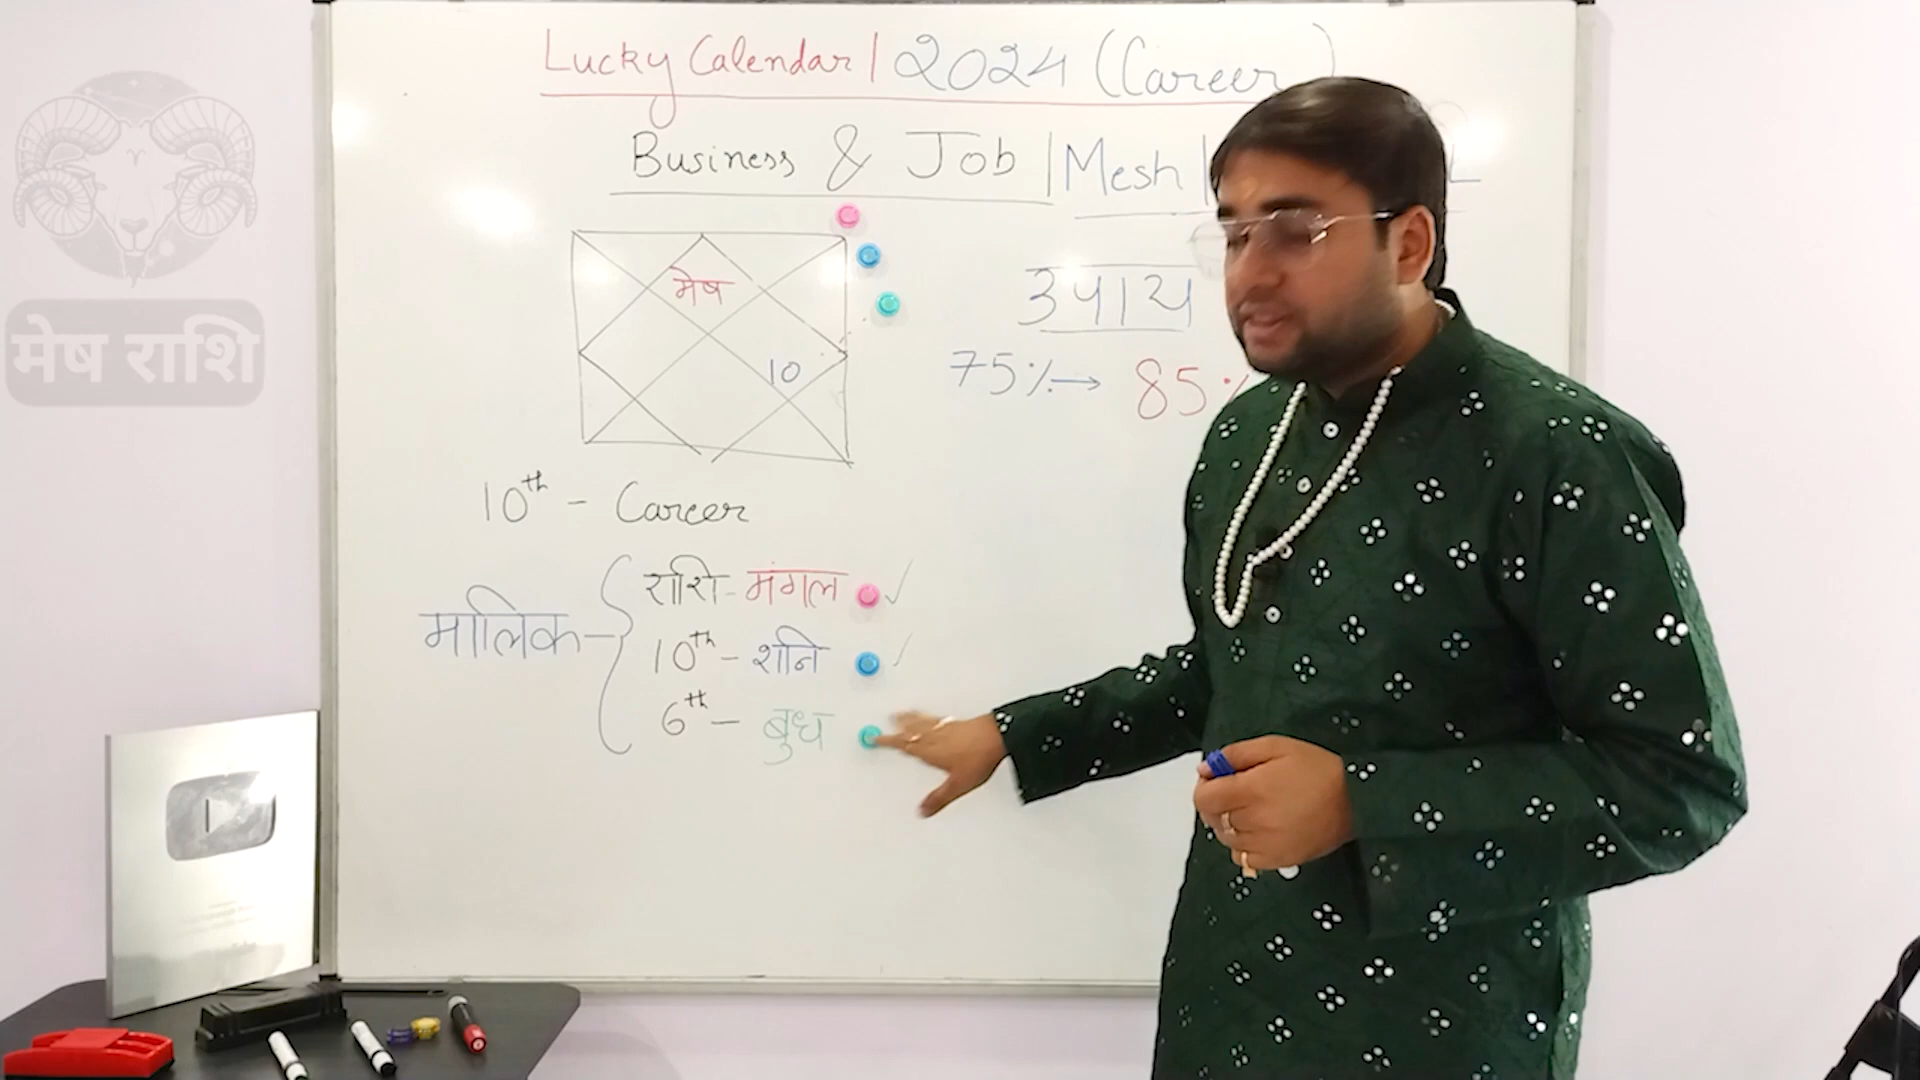 Lucky Calendar | 2024 (Career)
Business & Job | Mesh |
मेष
10
उपाय
75% → 85%
10th - Career
मालिक -
राशि - मंगल
10th - शनि
6th - बुध
मेष राशि